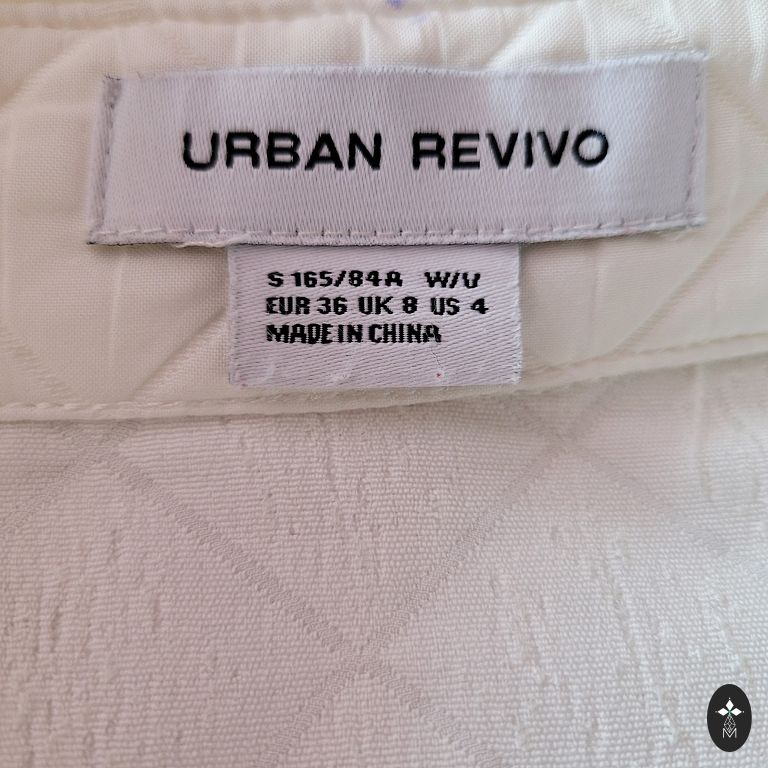 URBAN REVIVO
S 165/84A W/V
EUR 36 UK 8 US 4
MADE IN CHINA
M